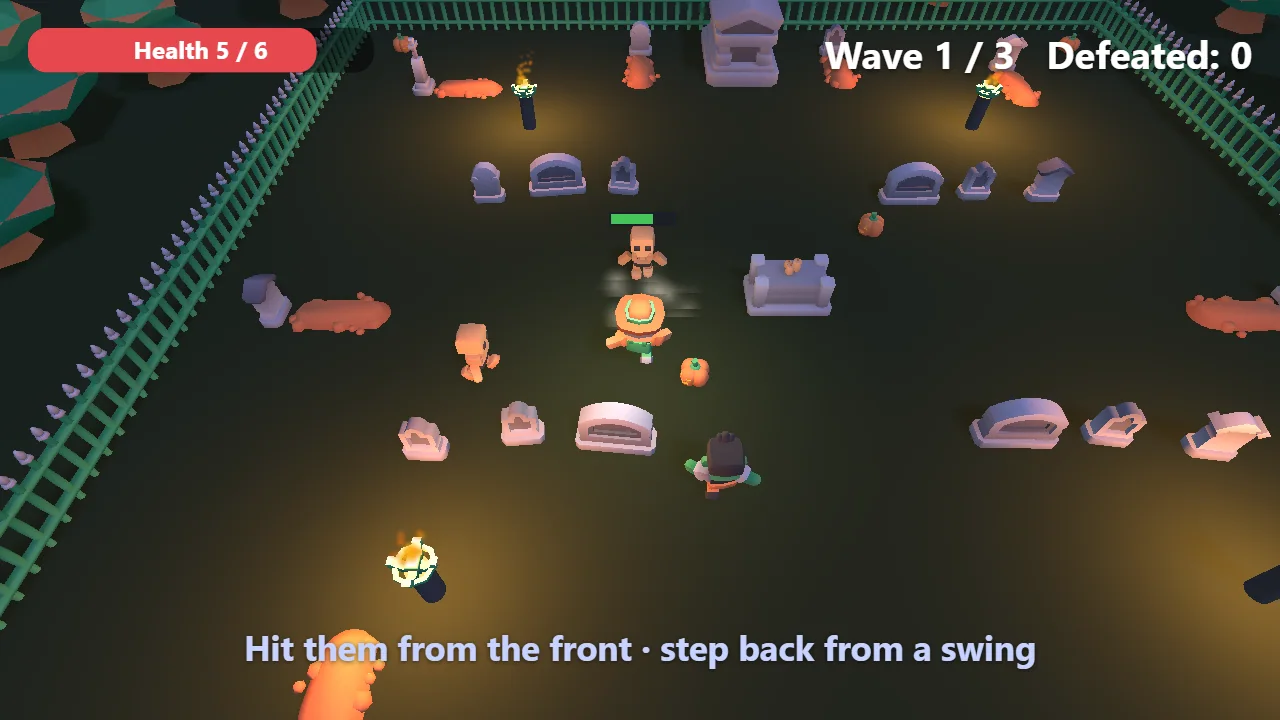 Health 5 / 6
Wave 1 / 3 Defeated: 0
Hit them from the front · step back from a swing